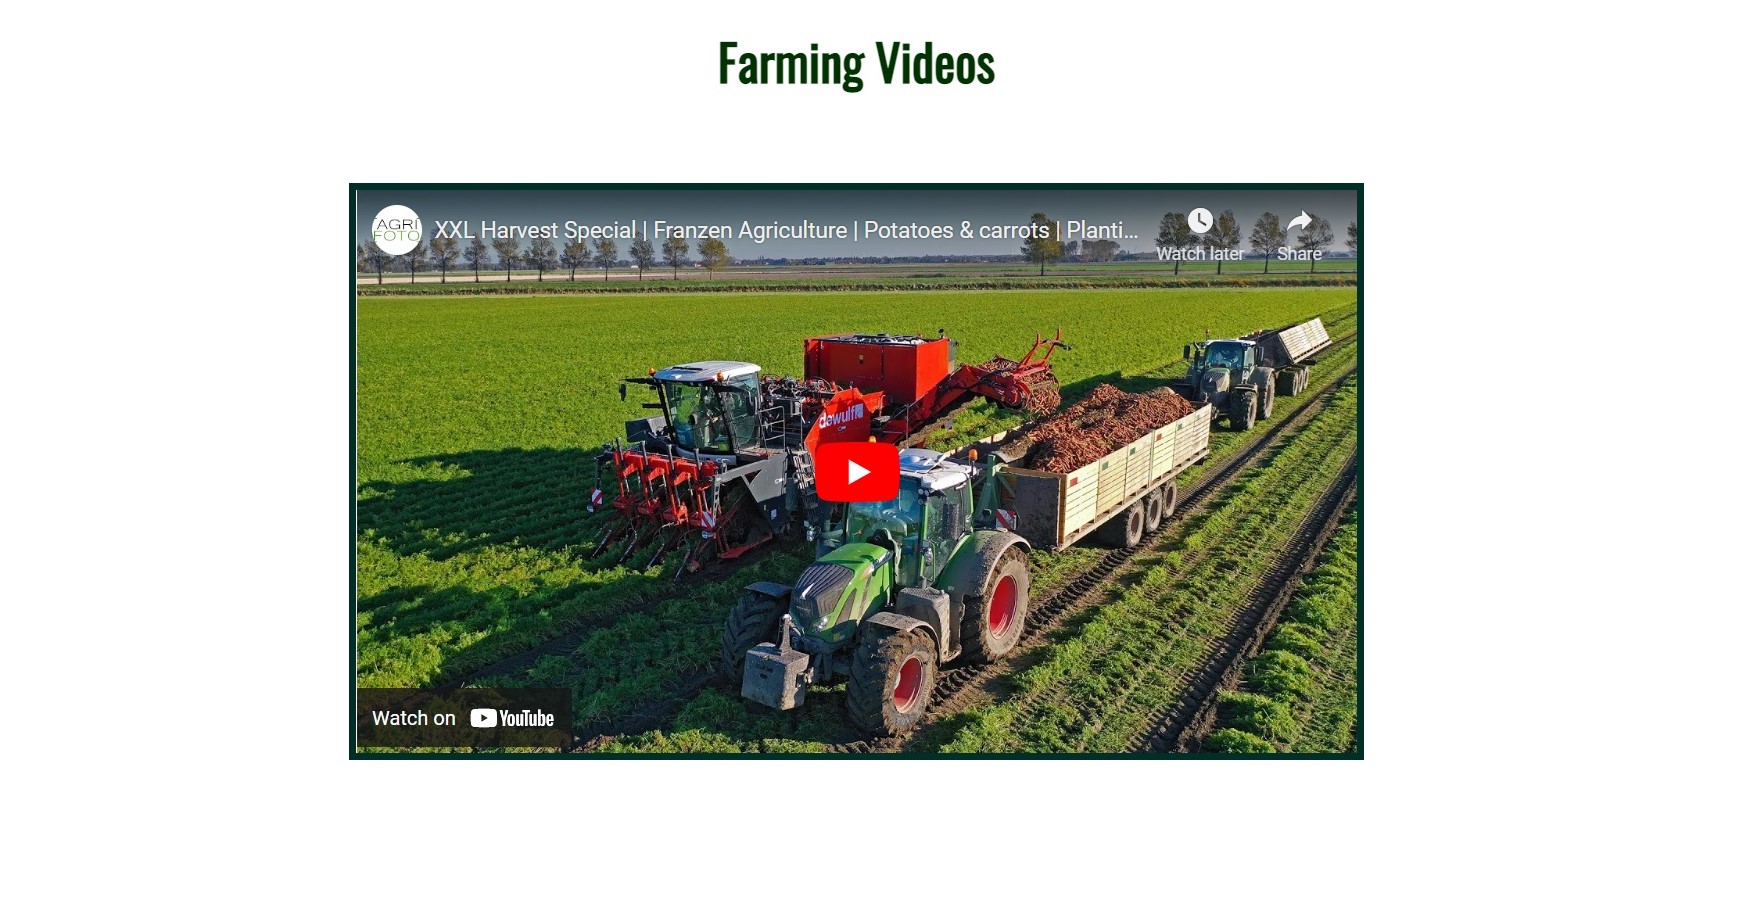 Farming Videos
AGRI
FOTO
XXL Harvest Special | Franzen Agriculture | Potatoes & carrots | Planti...
Watch later
Share
dewulf
Watch on YouTube